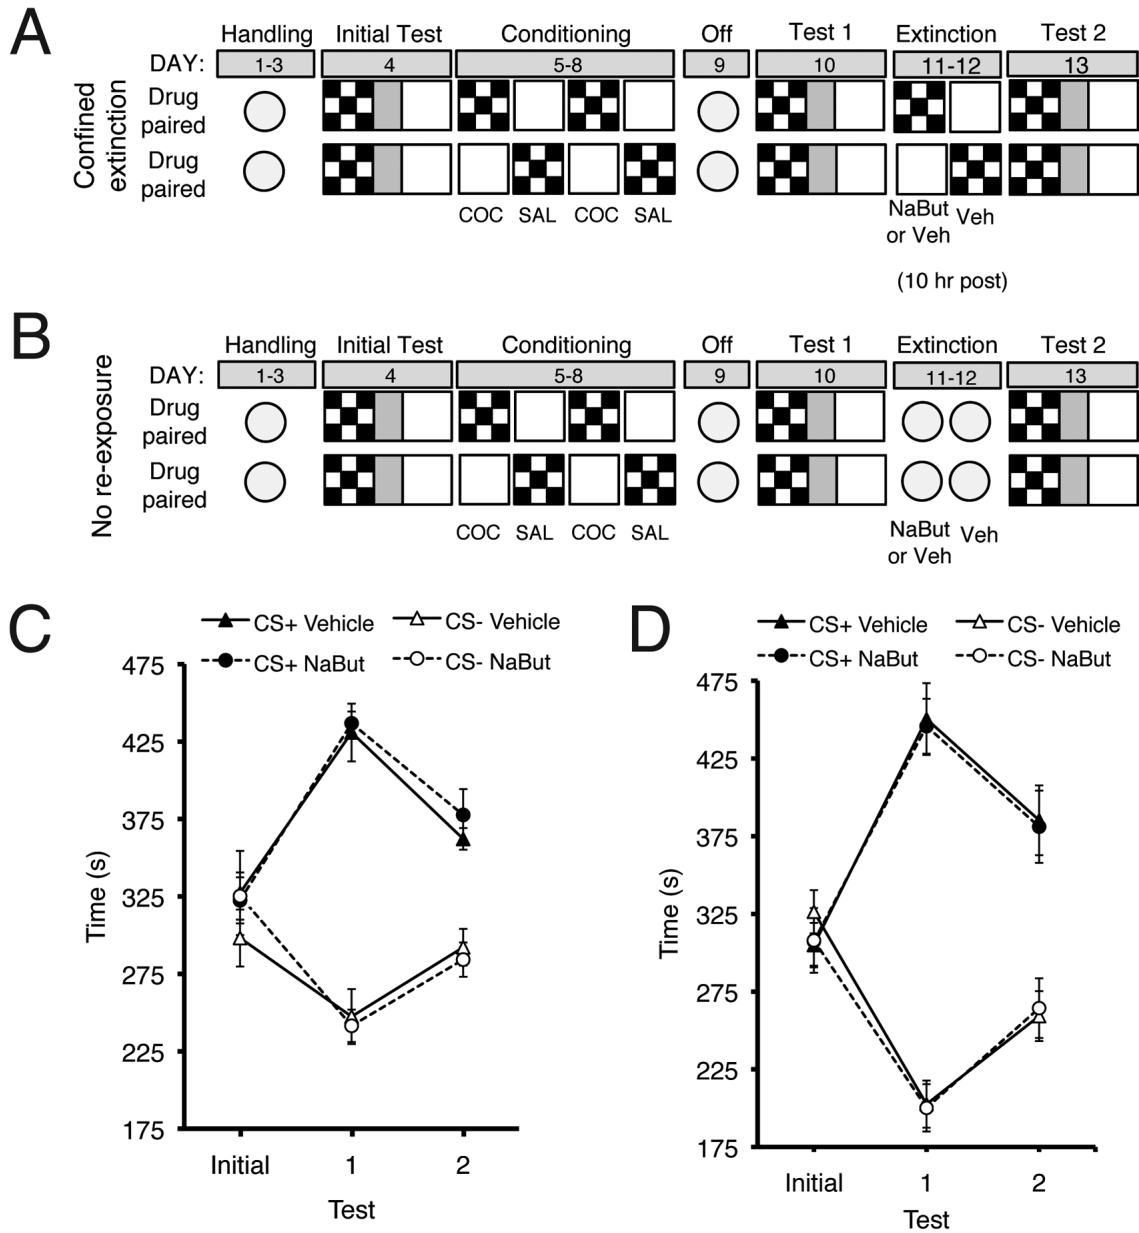 A
Confined
extinction
Handling Initial Test Conditioning Off Test 1 Extinction Test 2
DAY: 1-3 4 5-8 9 10 11-12 13
Drug
paired
Drug
paired
COC SAL COC SAL
NaBut Veh
or Veh
(10 hr post)
B
No re-exposure
Handling Initial Test Conditioning Off Test 1 Extinction Test 2
DAY: 1-3 4 5-8 9 10 11-12 13
Drug
paired
Drug
paired
COC SAL COC SAL
NaBut Veh
or Veh
C
CS+ Vehicle CS- Vehicle
CS+ NaBut CS- NaBut
Time (s)
475
425
375
325
275
225
175
Initial 1 2
Test
D
CS+ Vehicle CS- Vehicle
CS+ NaBut CS- NaBut
Time (s)
475
425
375
325
275
225
175
Initial 1 2
Test